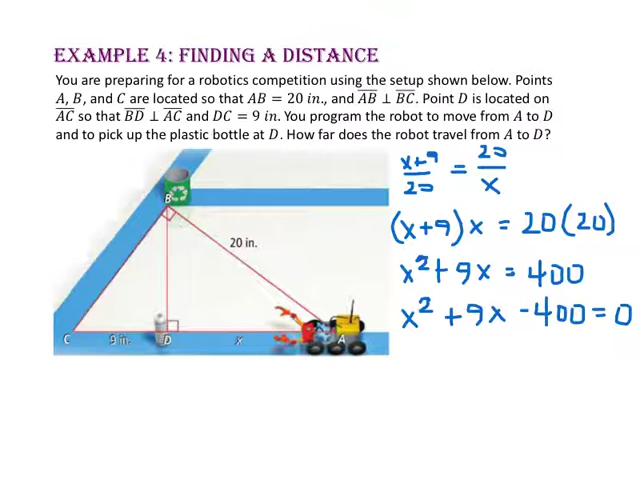 EXAMPLE 4: FINDING A DISTANCE
You are preparing for a robotics competition using the setup shown below. Points
A, B, and C are located so that AB = 20 in., and AB ⊥ BC. Point D is located on
AC so that BD ⊥ AC and DC = 9 in. You program the robot to move from A to D
and to pick up the plastic bottle at D. How far does the robot travel from A to D?
x+9/20 = 20/x
(x+9)x = 20(20)
x² + 9x = 400
x² + 9x - 400 = 0
B
20 in.
C 9 in. D x A